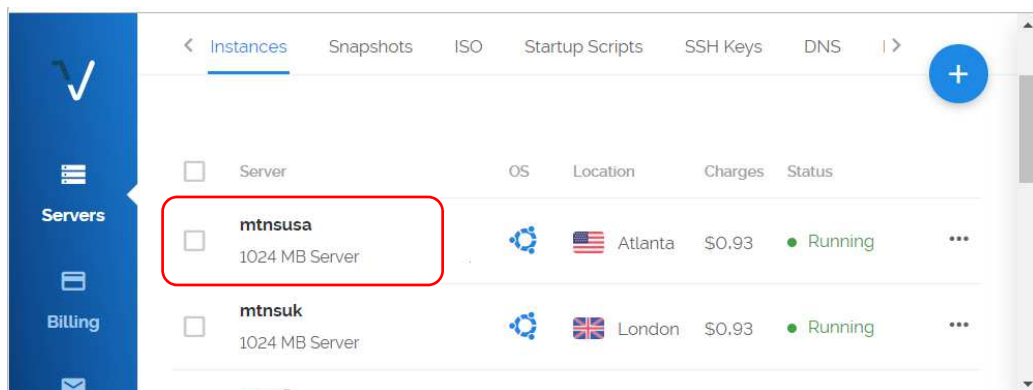 Instances Snapshots ISO Startup Scripts SSH Keys DNS
Servers
Billing
Server OS Location Charges Status
mtnsusa
1024 MB Server
Atlanta $0.93 Running
mtnsuk
1024 MB Server
London $0.93 Running